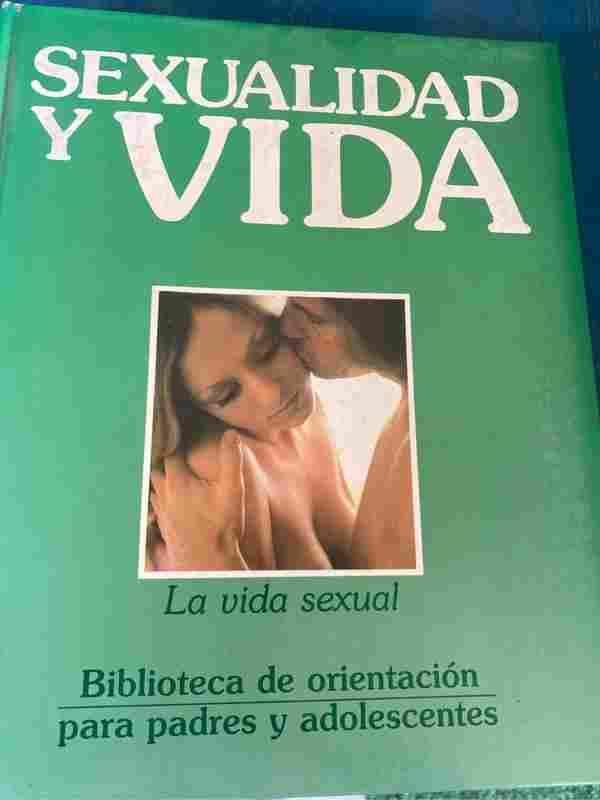 SEXUALIDAD
Y VIDA
La vida sexual
Biblioteca de orientación
para padres y adolescentes